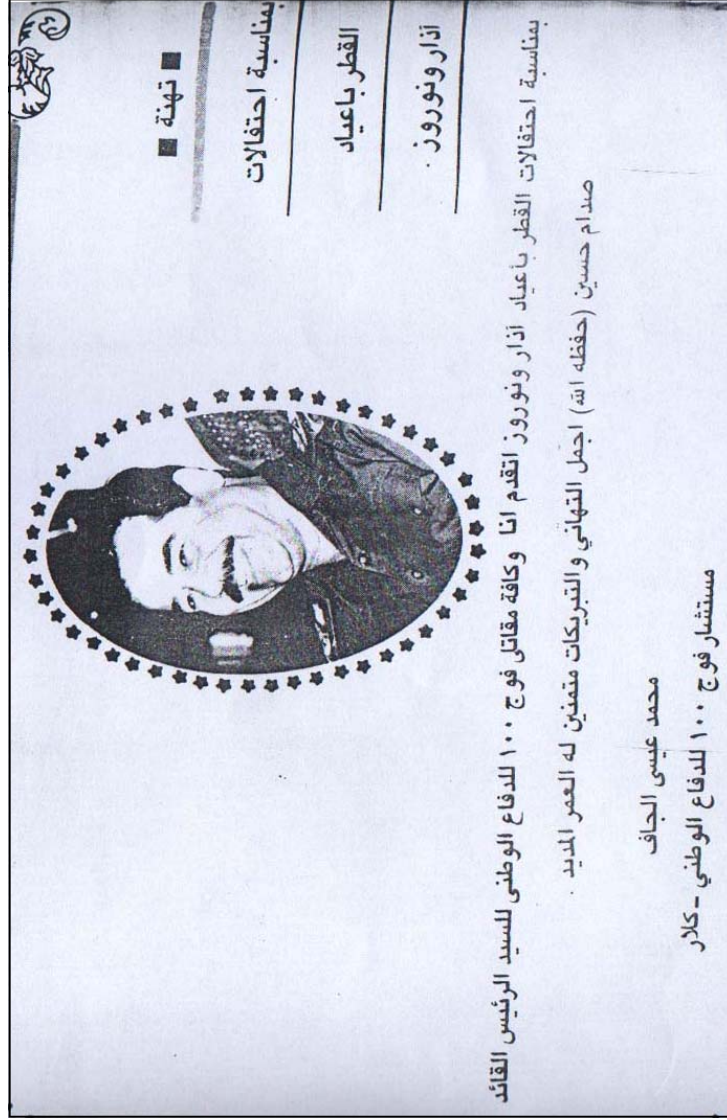 ■ تهنة ■
بمناسبة احتفالات
القطر باعياد
آذار ونوروز .
بمناسبة احتفالات القطر باعياد آذار ونوروز اتقدم انا وكافة مقاتلي فوج ١٠٠ للدفاع الوطني للسيد الرئيس القائد
صدام حسين (حفظه الله) اجمل التهاني والتبريكات متمنين له العمر المديد .
محمد عيسى الجاف
مستشار فوج ١٠٠ للدفاع الوطني - كلار